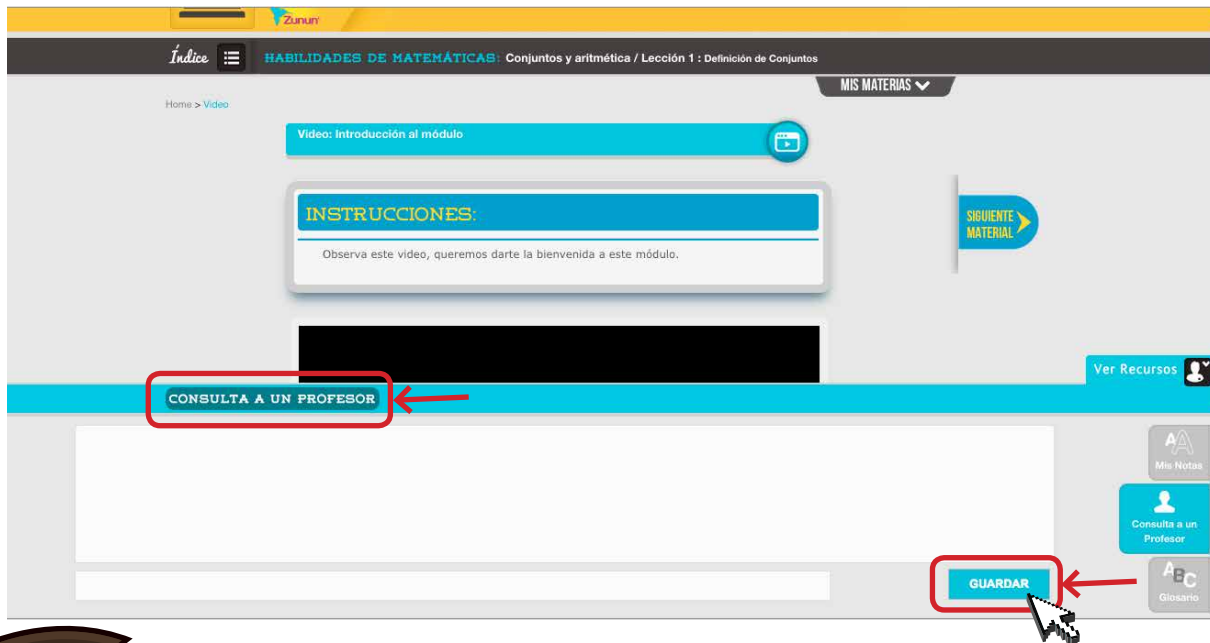 Zunun
Índice
HABILIDADES DE MATEMÁTICAS: Conjuntos y aritmética / Lección 1 : Definición de Conjuntos
MIS MATERIAS
Home > Video
Video: Introducción al módulo
INSTRUCCIONES:
Observa este video, queremos darte la bienvenida a este módulo.
SIGUIENTE
MATERIAL
Ver Recursos
CONSULTA A UN PROFESOR
AA
Mis Notas
Consulta a un
Profesor
GUARDAR
ABC
Glosario